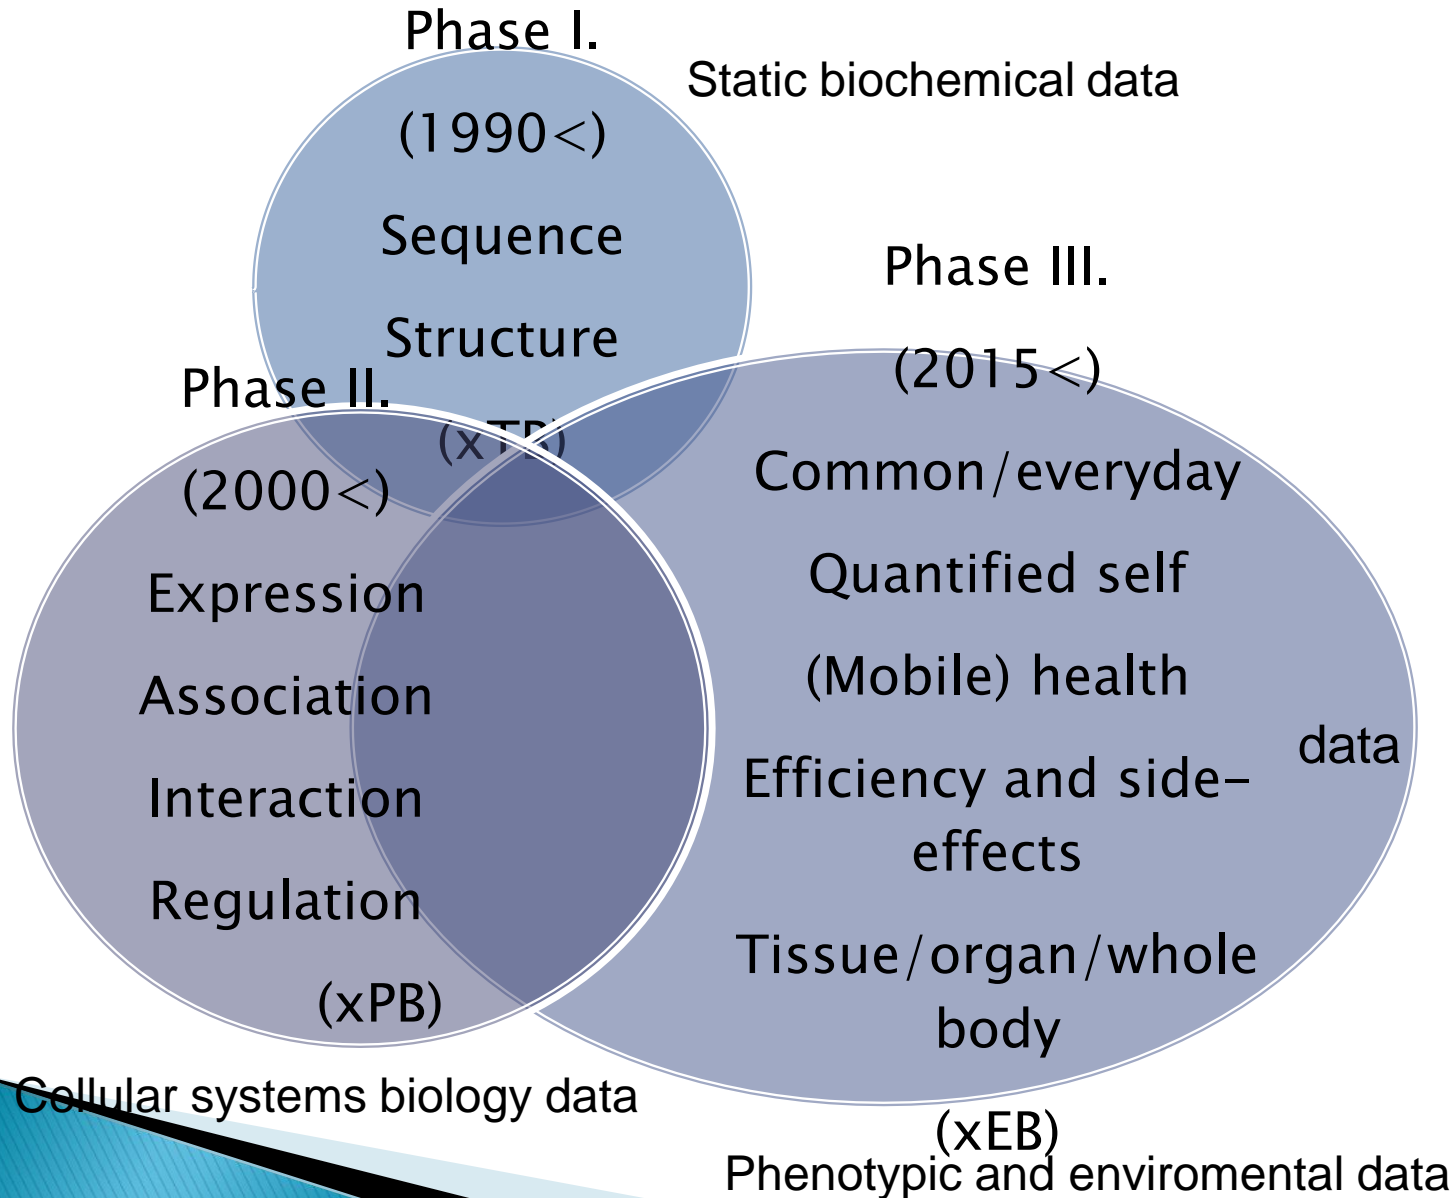 Phase I.
(1990<)
Sequence
Structure
(xTB)
Static biochemical data
Phase II.
(2000<)
Expression
Association
Interaction
Regulation
(xPB)
Cellular systems biology data
Phase III.
(2015<)
Common/everyday
Quantified self
(Mobile) health
data
Efficiency and side-
effects
Tissue/organ/whole
body
(xEB)
Phenotypic and enviromental data